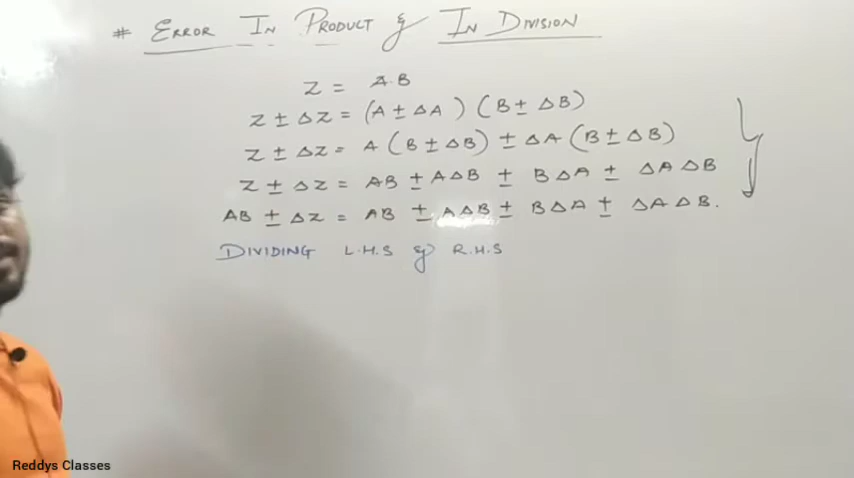 # ERROR IN PRODUCT & IN DIVISION
Z = A.B
Z ± ΔZ = (A ± ΔA) (B ± ΔB)
Z ± ΔZ = A (B ± ΔB) ± ΔA (B ± ΔB)
Z ± ΔZ = AB ± AΔB ± BΔA ± ΔAΔB
AB ± ΔZ = AB ± AΔB ± BΔA ± ΔAΔB.
DIVIDING L.H.S & R.H.S
Reddys Classes